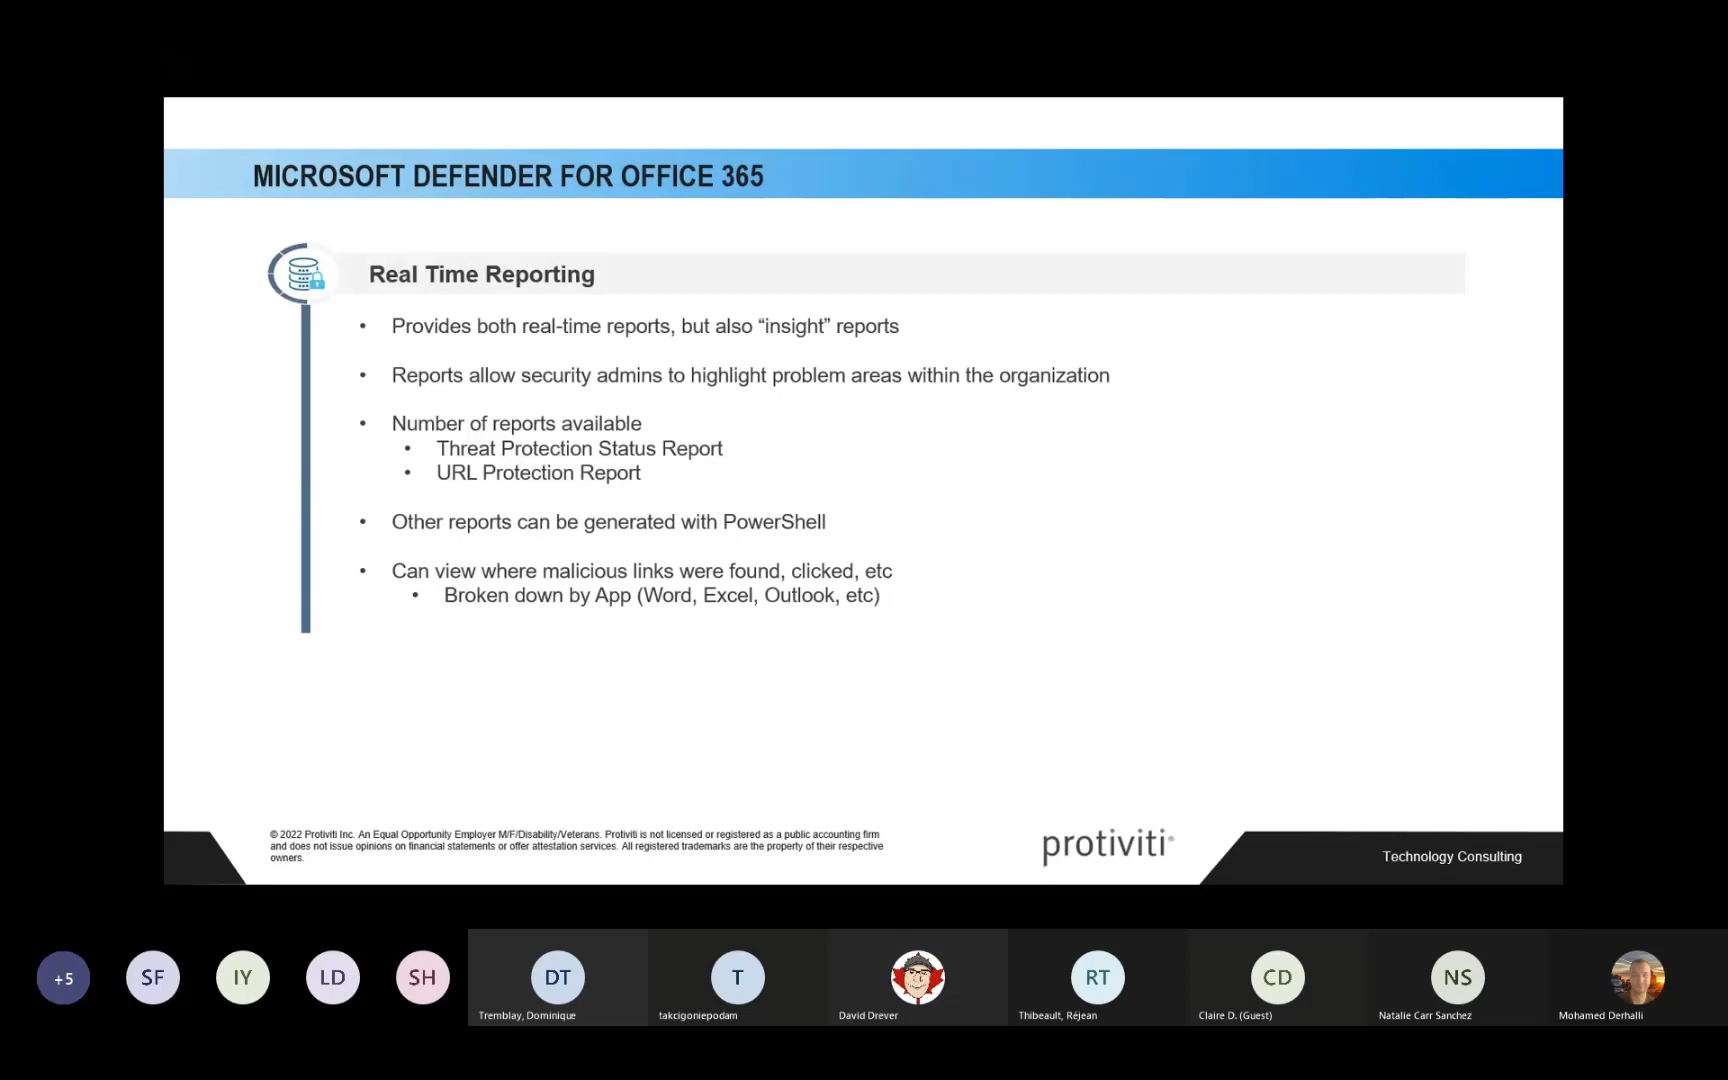 MICROSOFT DEFENDER FOR OFFICE 365
Real Time Reporting
• Provides both real-time reports, but also “insight” reports
• Reports allow security admins to highlight problem areas within the organization
• Number of reports available
• Threat Protection Status Report
• URL Protection Report
• Other reports can be generated with PowerShell
• Can view where malicious links were found, clicked, etc
• Broken down by App (Word, Excel, Outlook, etc)
© 2022 Protiviti Inc. An Equal Opportunity Employer M/F/Disability/Veterans. Protiviti is not licensed or registered as a public accounting firm
and does not issue opinions on financial statements or offer attestation services. All registered trademarks are the property of their respective
owners.
protiviti®
Technology Consulting
+5
SF
IY
LD
SH
DT
T
RT
CD
NS
Tremblay, Dominique
takcigoniepodam
David Drever
Thibeault, Réjean
Claire D. (Guest)
Natalie Carr Sanchez
Mohamed Derhalli